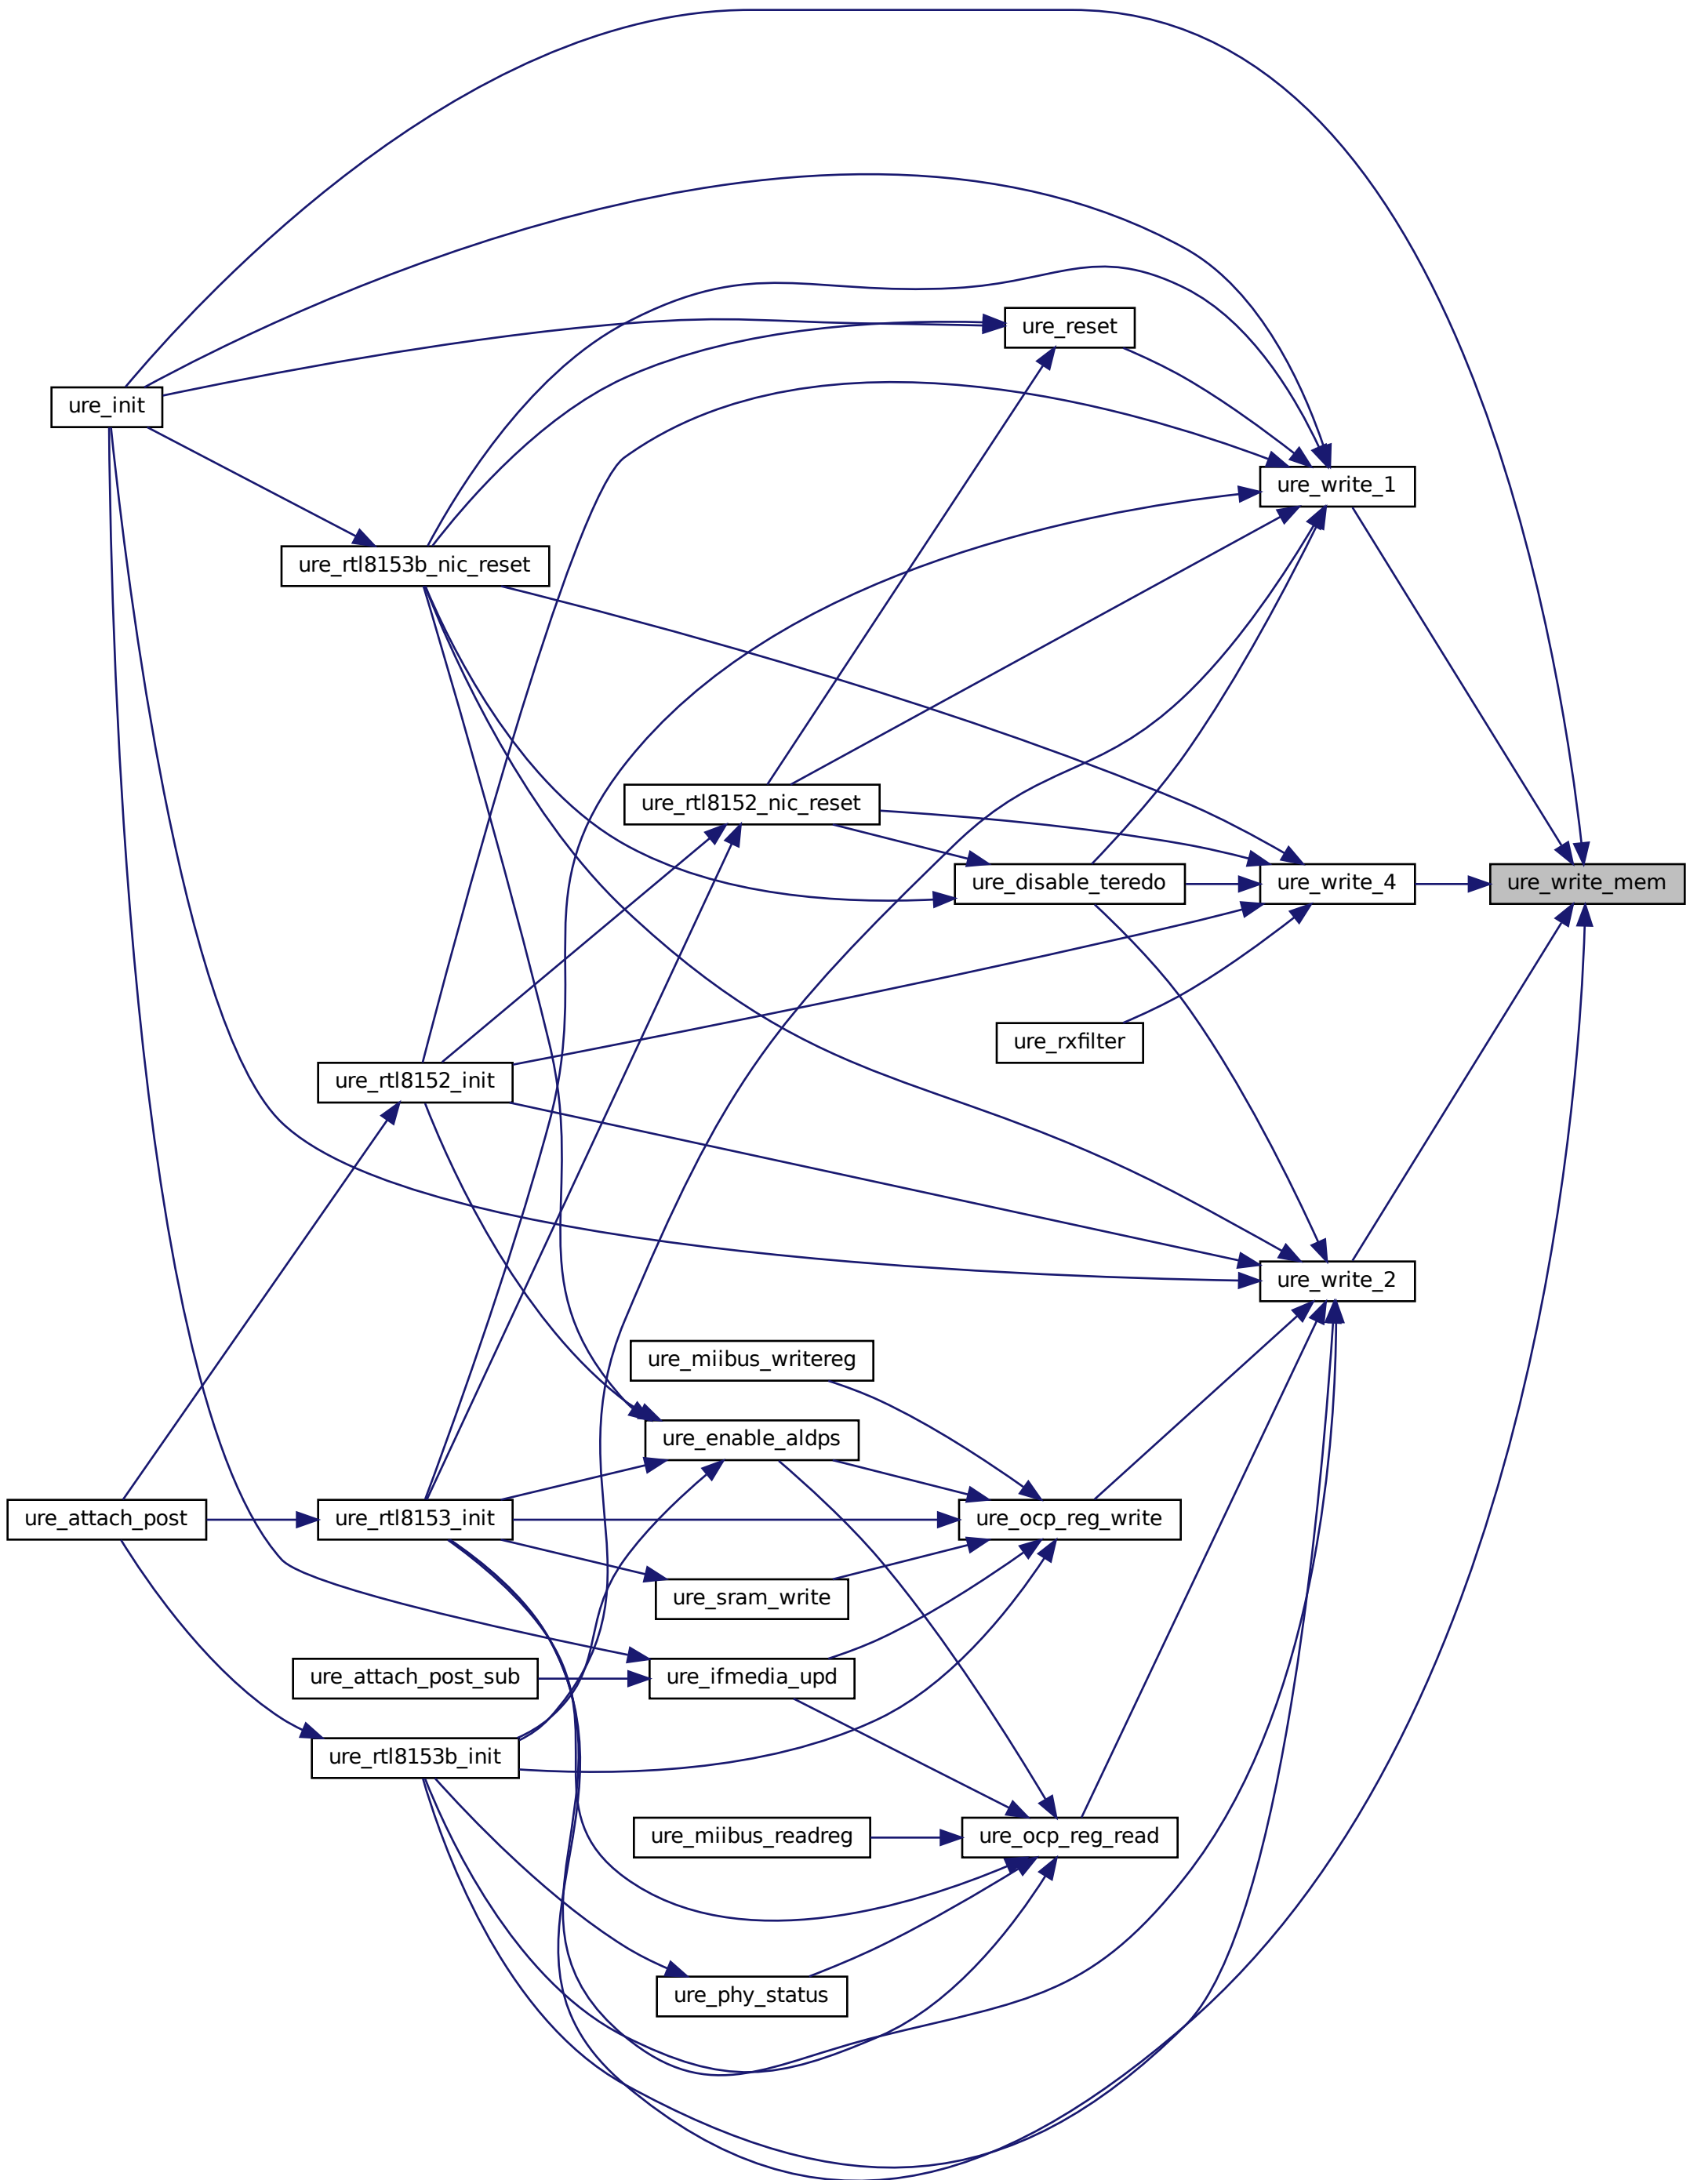 ure_reset
ure_init
ure_write_1
ure_rtl8153b_nic_reset
ure_rtl8152_nic_reset
ure_disable_teredo
ure_write_4
ure_write_mem
ure_rxfilter
ure_rtl8152_init
ure_write_2
ure_miibus_writereg
ure_enable_aldps
ure_attach_post
ure_rtl8153_init
ure_ocp_reg_write
ure_sram_write
ure_attach_post_sub
ure_ifmedia_upd
ure_rtl8153b_init
ure_miibus_readreg
ure_ocp_reg_read
ure_phy_status